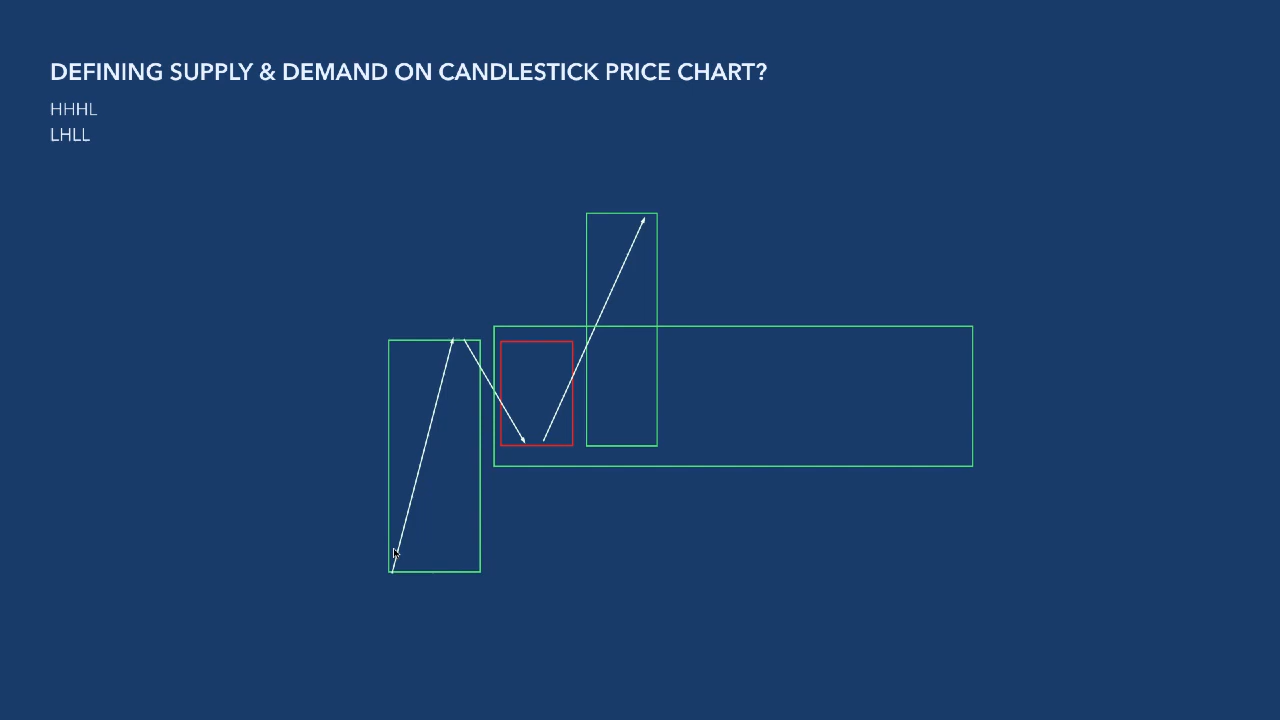 DEFINING SUPPLY & DEMAND ON CANDLESTICK PRICE CHART?
HHHL
LHLL